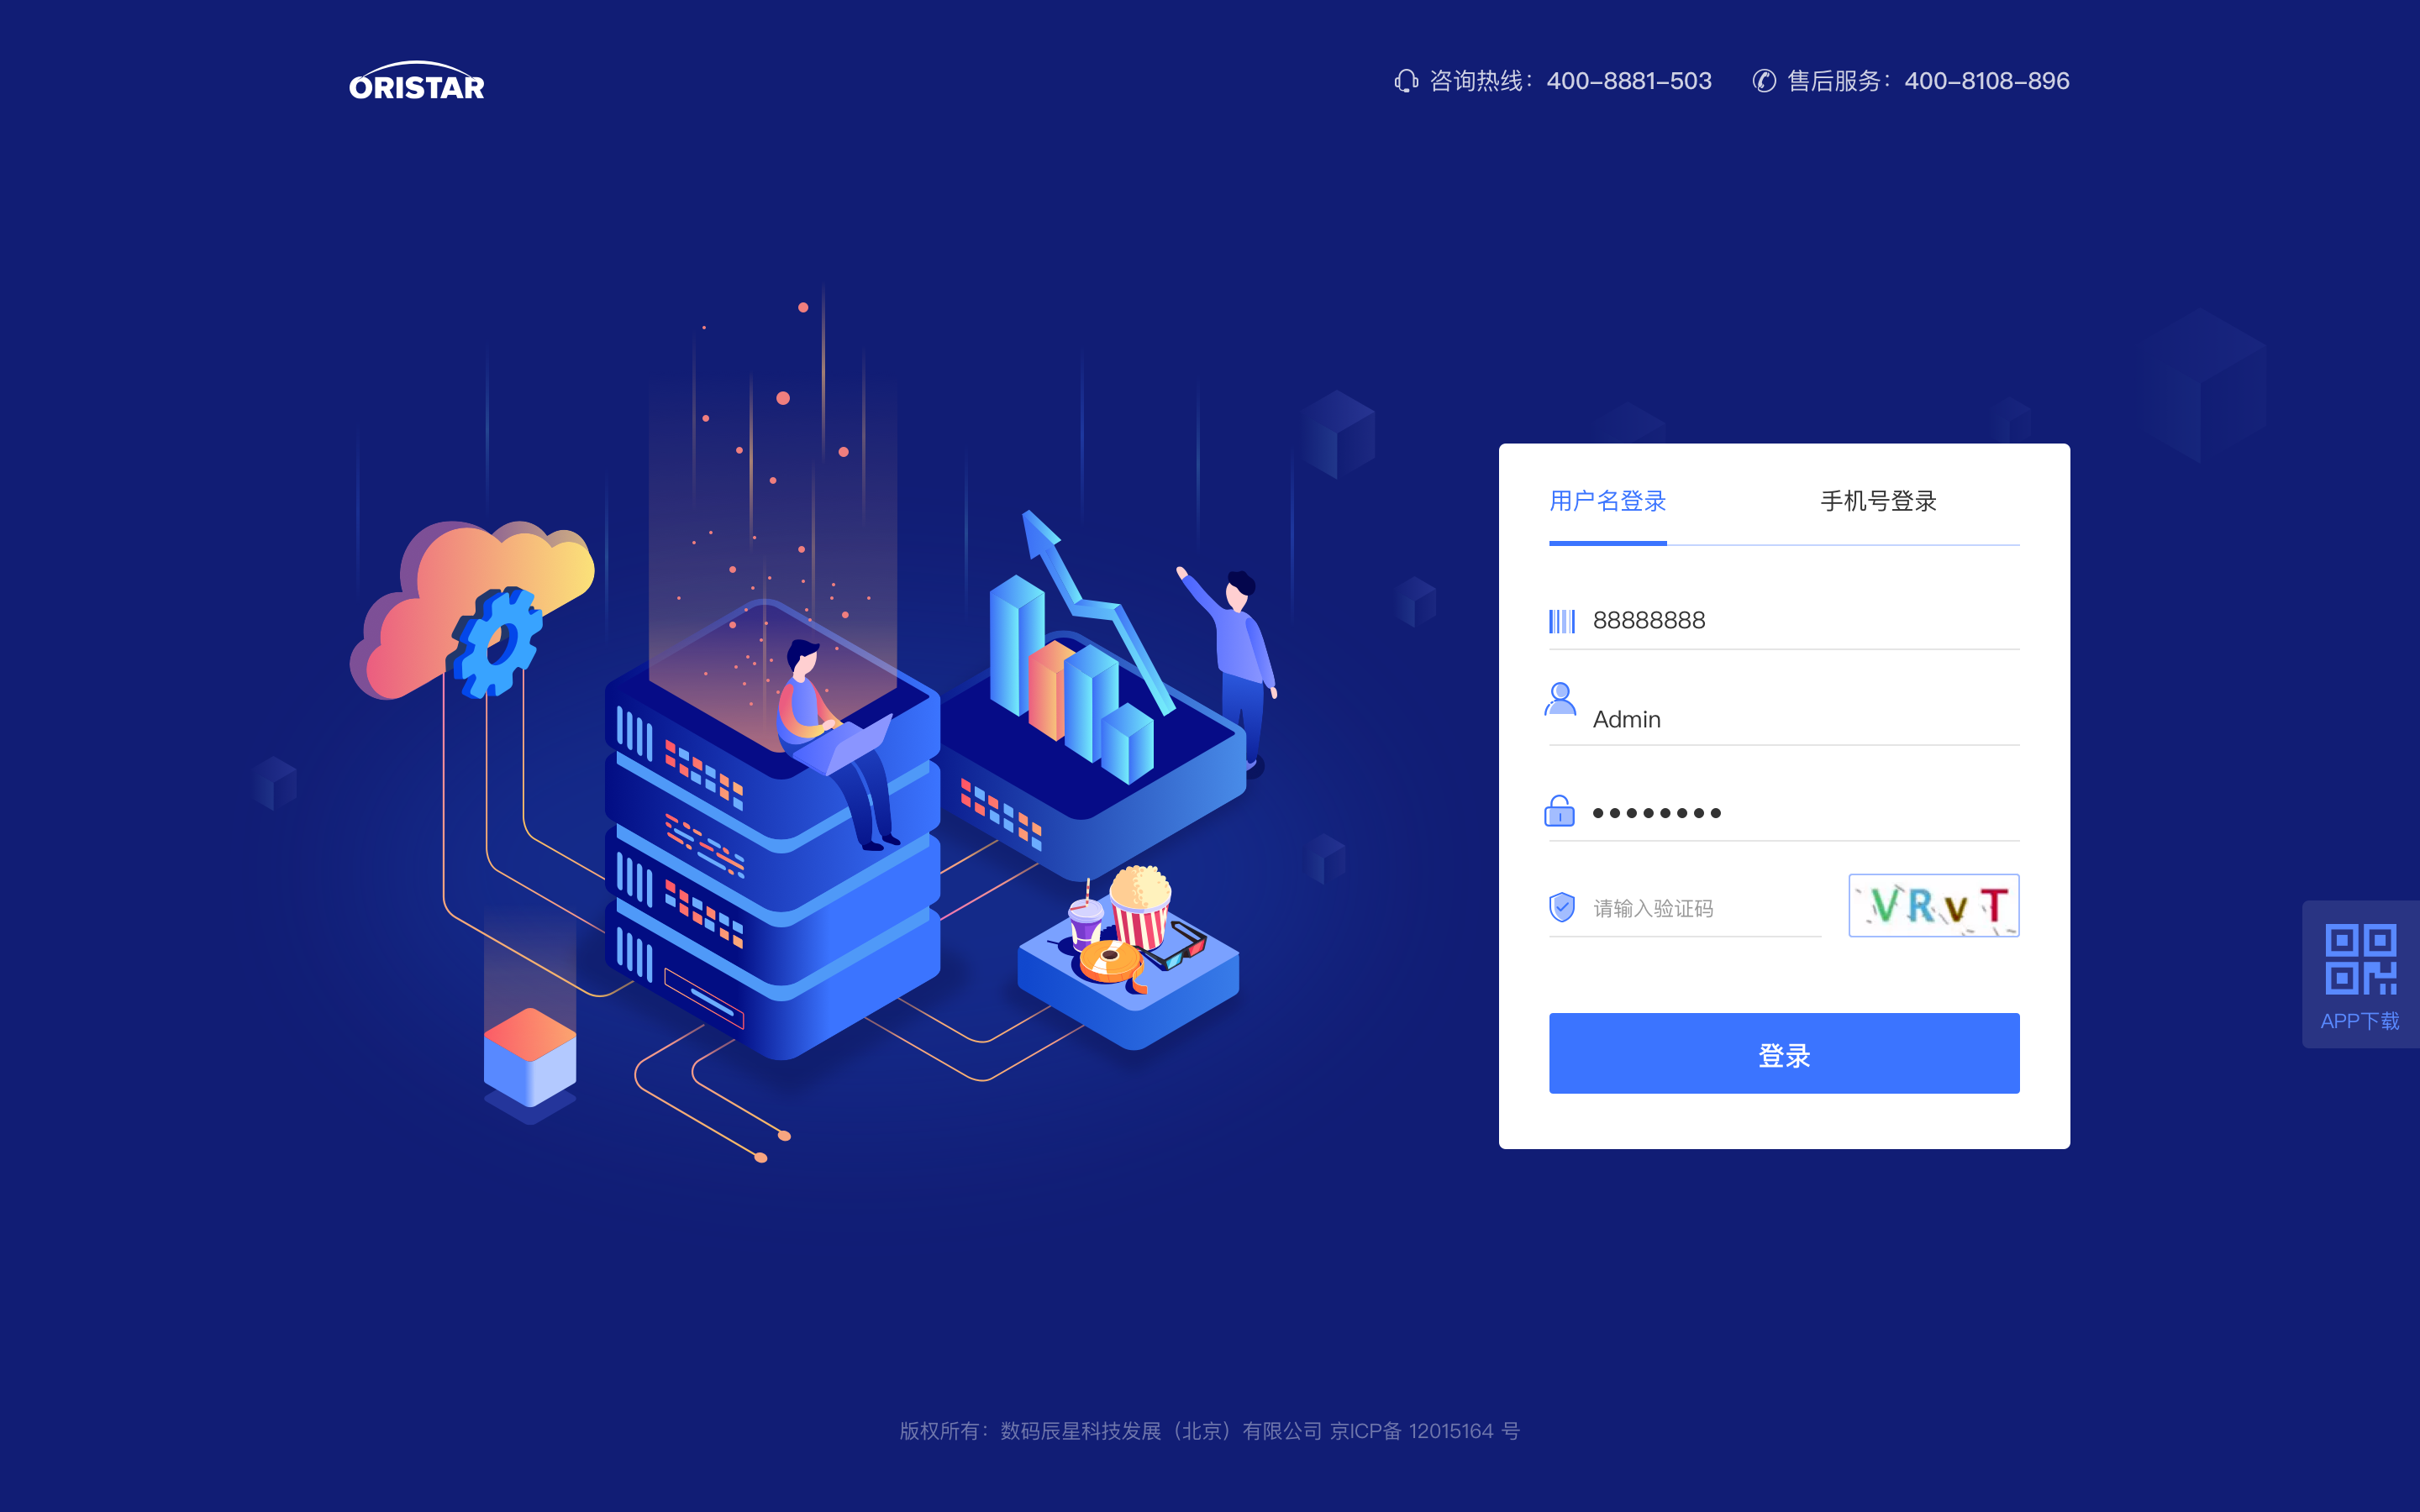 ORISTAR
咨询热线：400-8881-503
售后服务：400-8108-896
用户名登录
手机号登录
88888888
Admin
请输入验证码
VRvT
登录
APP下载
版权所有：数码辰星科技发展（北京）有限公司 京ICP备 12015164 号